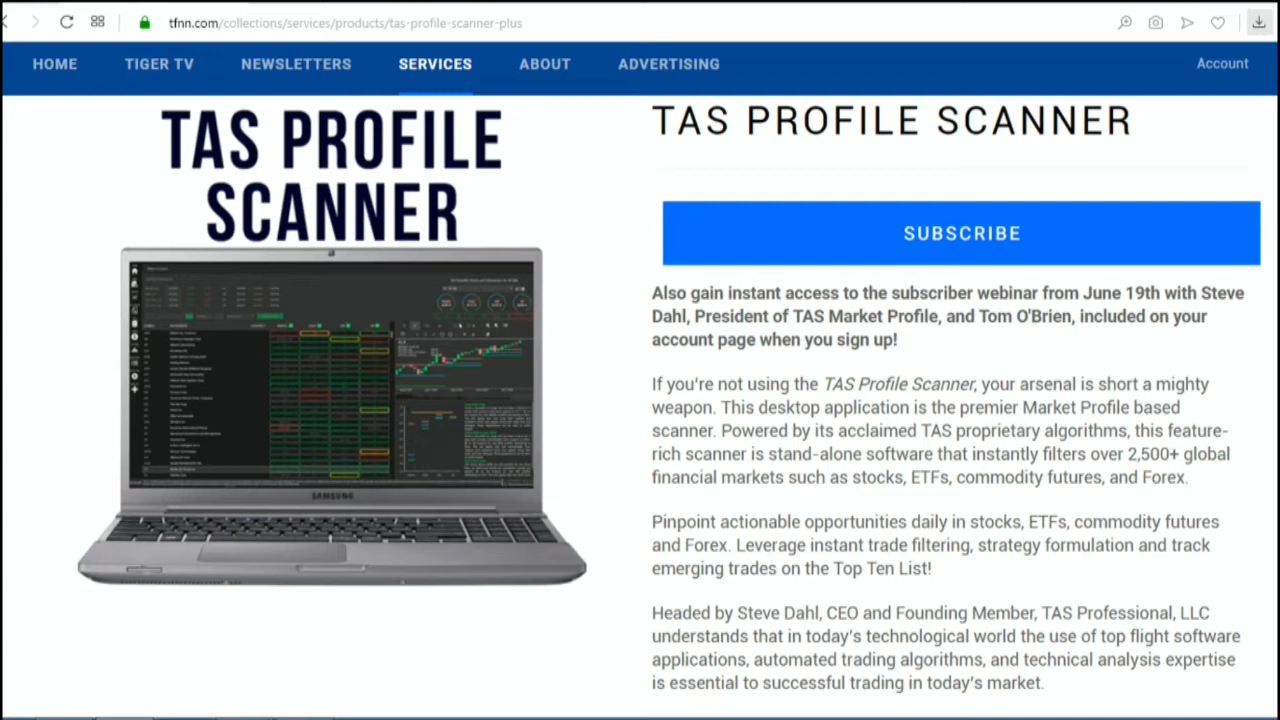 tfnn.com/collections/services/products/tas-profile-scanner-plus
HOME TIGER TV NEWSLETTERS SERVICES ABOUT ADVERTISING Account
TAS PROFILE
SCANNER
SAMSUNG
TAS PROFILE SCANNER
SUBSCRIBE
Also gain instant access to the subscriber webinar from June 19th with Steve
Dahl, President of TAS Market Profile, and Tom O'Brien, included on your
account page when you sign up!
If you're not using the TAS Profile Scanner, your arsenal is short a mighty
weapon. This desktop application is the premier Market Profile based
scanner. Powered by its acclaimed TAS proprietary algorithms, this feature-
rich scanner is stand-alone software that instantly filters over 2,500+ global
financial markets such as stocks, ETFs, commodity futures, and Forex.
Pinpoint actionable opportunities daily in stocks, ETFs, commodity futures
and Forex. Leverage instant trade filtering, strategy formulation and track
emerging trades on the Top Ten List!
Headed by Steve Dahl, CEO and Founding Member, TAS Professional, LLC
understands that in today's technological world the use of top flight software
applications, automated trading algorithms, and technical analysis expertise
is essential to successful trading in today's market.